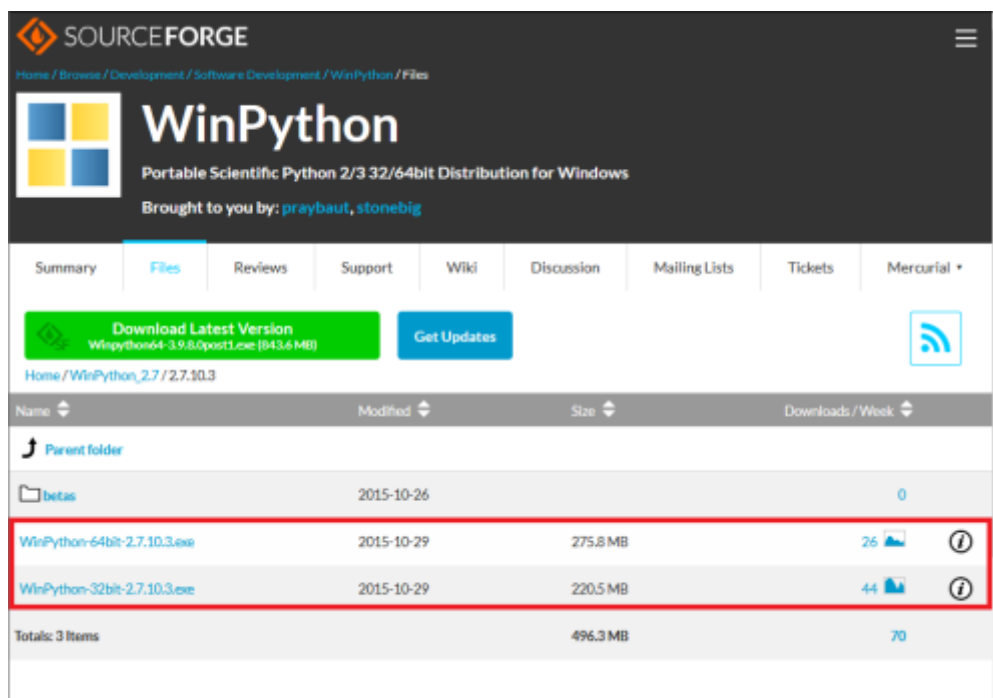 SOURCEFORGE
Home / Browse / Development / Software Development / WinPython / Files
WinPython
Portable Scientific Python 2/3 32/64bit Distribution for Windows
Brought to you by: praybaut, stonebig
Summary Files Reviews Support Wiki Discussion Mailing Lists Tickets Mercurial
Download Latest Version
Winpython64-3.9.8.0post1.exe (843.6 MB)
Get Updates
Home / WinPython_2.7 / 2.7.10.3
Name Modified Size Downloads / Week
Parent folder
betas 2015-10-26 0
WinPython-64bit-2.7.10.3.exe 2015-10-29 275.8 MB 26 i
WinPython-32bit-2.7.10.3.exe 2015-10-29 220.5 MB 44 i
Totals: 3 Items 496.3 MB 70